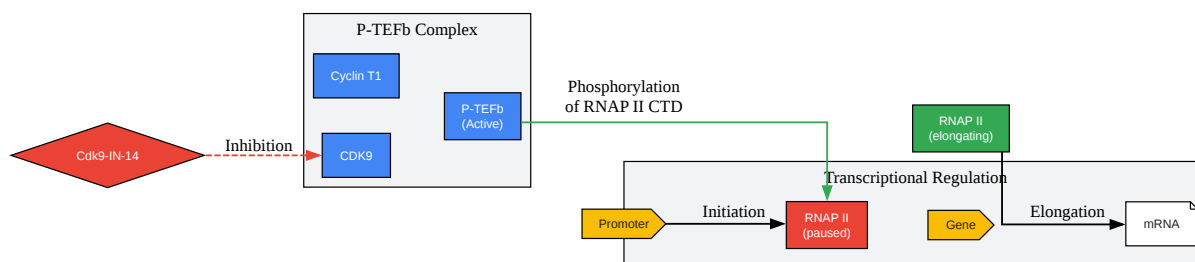 P-TEFb Complex
Cyclin T1
P-TEFb
(Active)
Phosphorylation
of RNAP II CTD
Cdk9-IN-14
Inhibition
CDK9
RNAP II
(elongating)
Transcriptional Regulation
Promoter
Initiation
RNAP II
(paused)
Gene
Elongation
mRNA